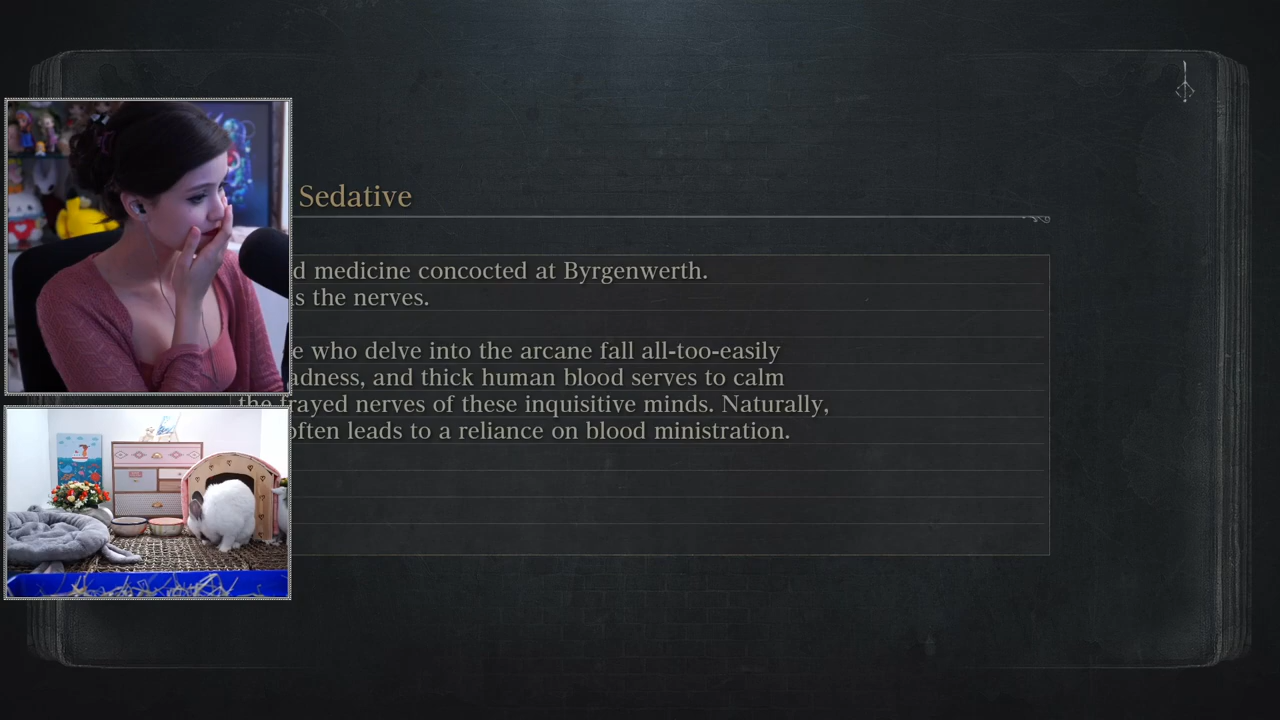 Sedative
medicine concocted at Byrgenwerth.
the nerves.
who delve into the arcane fall all-too-easily
and thick human blood serves to calm
the frayed nerves of these inquisitive minds. Naturally,
often leads to a reliance on blood ministration.